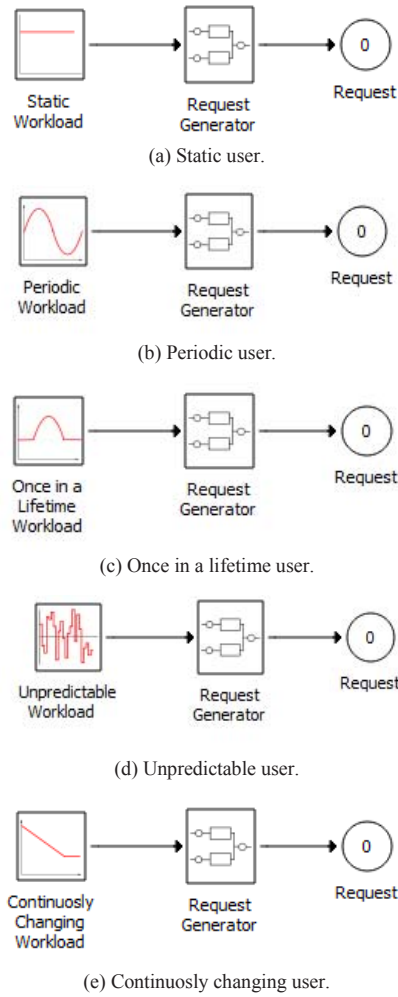 0
Static
Workload
Request
Generator
Request
(a) Static user.
0
Periodic
Workload
Request
Generator
Request
(b) Periodic user.
0
Once in a
Lifetime
Workload
Request
Generator
Request
(c) Once in a lifetime user.
0
Unpredictable
Workload
Request
Generator
Request
(d) Unpredictable user.
0
Continuosly
Changing
Workload
Request
Generator
Request
(e) Continuosly changing user.